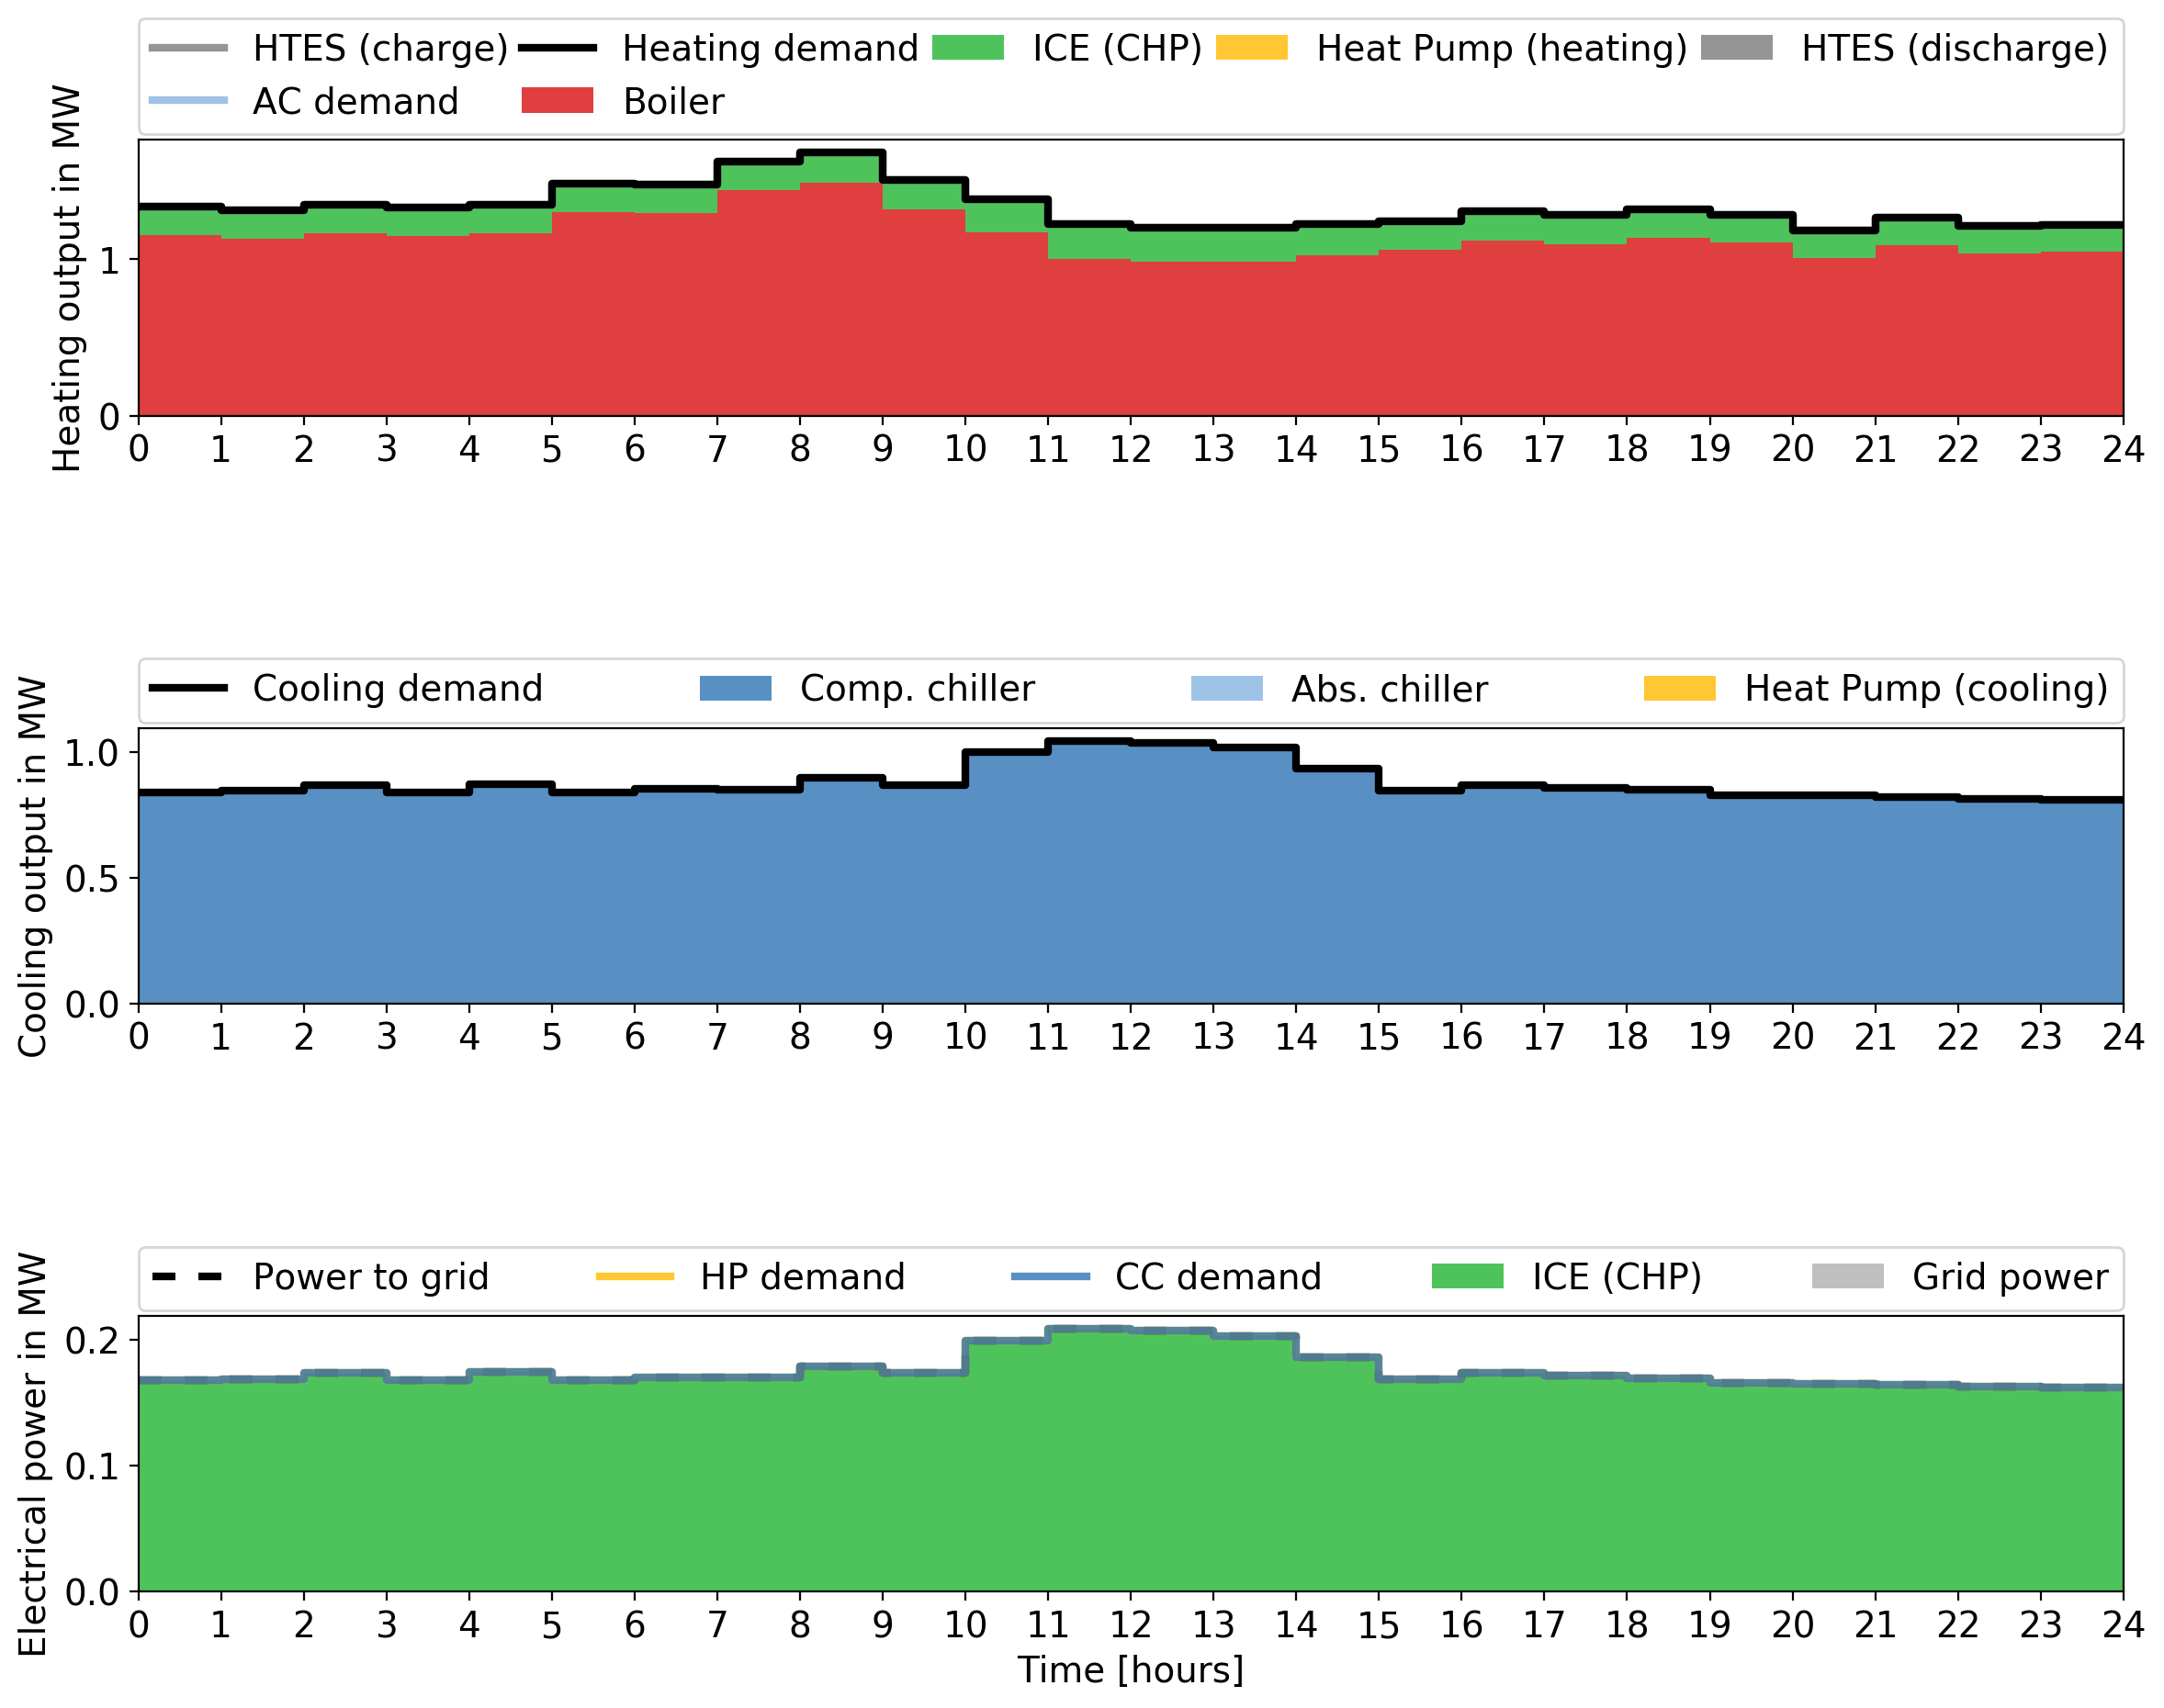 HTES (charge) Heating demand ICE (CHP) Heat Pump (heating) HTES (discharge)
AC demand Boiler
Heating output in MW
1
0
0 1 2 3 4 5 6 7 8 9 10 11 12 13 14 15 16 17 18 19 20 21 22 23 24
Cooling demand Comp. chiller Abs. chiller Heat Pump (cooling)
Cooling output in MW
1.0
0.5
0.0
0 1 2 3 4 5 6 7 8 9 10 11 12 13 14 15 16 17 18 19 20 21 22 23 24
Power to grid HP demand CC demand ICE (CHP) Grid power
Electrical power in MW
0.2
0.1
0.0
0 1 2 3 4 5 6 7 8 9 10 11 12 13 14 15 16 17 18 19 20 21 22 23 24
Time [hours]